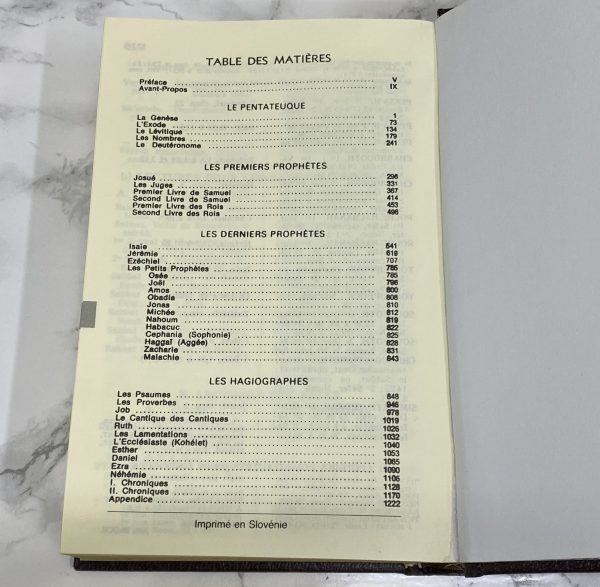 TABLE DES MATIÈRES
Préface V
Avant-Propos IX
LE PENTATEUQUE
La Genèse 1
L'Exode 73
Le Lévitique 134
Les Nombres 179
Le Deutéronome 241
LES PREMIERS PROPHÈTES
Josué 296
Les Juges 331
Premier Livre de Samuel 367
Second Livre de Samuel 414
Premier Livre des Rois 453
Second Livre des Rois 496
LES DERNIERS PROPHÈTES
Isaïe 541
Jérémie 619
Ezéchiel 707
Les Petits Prophètes 785
Osée 785
Joël 796
Amos 800
Obadia 808
Jonas 810
Michée 812
Nahoum 819
Habacuc 822
Cephania (Sophonie) 825
Haggaï (Aggée) 828
Zacharie 831
Malachie 843
LES HAGIOGRAPHES
Les Psaumes 848
Les Proverbes 946
Job 978
Le Cantique des Cantiques 1019
Ruth 1026
Les Lamentations 1032
L'Ecclésiaste (Kohélet) 1040
Esther 1053
Daniel 1065
Ezra 1090
Néhémie 1106
I. Chroniques 1128
II. Chroniques 1170
Appendice 1222
Imprimé en Slovénie